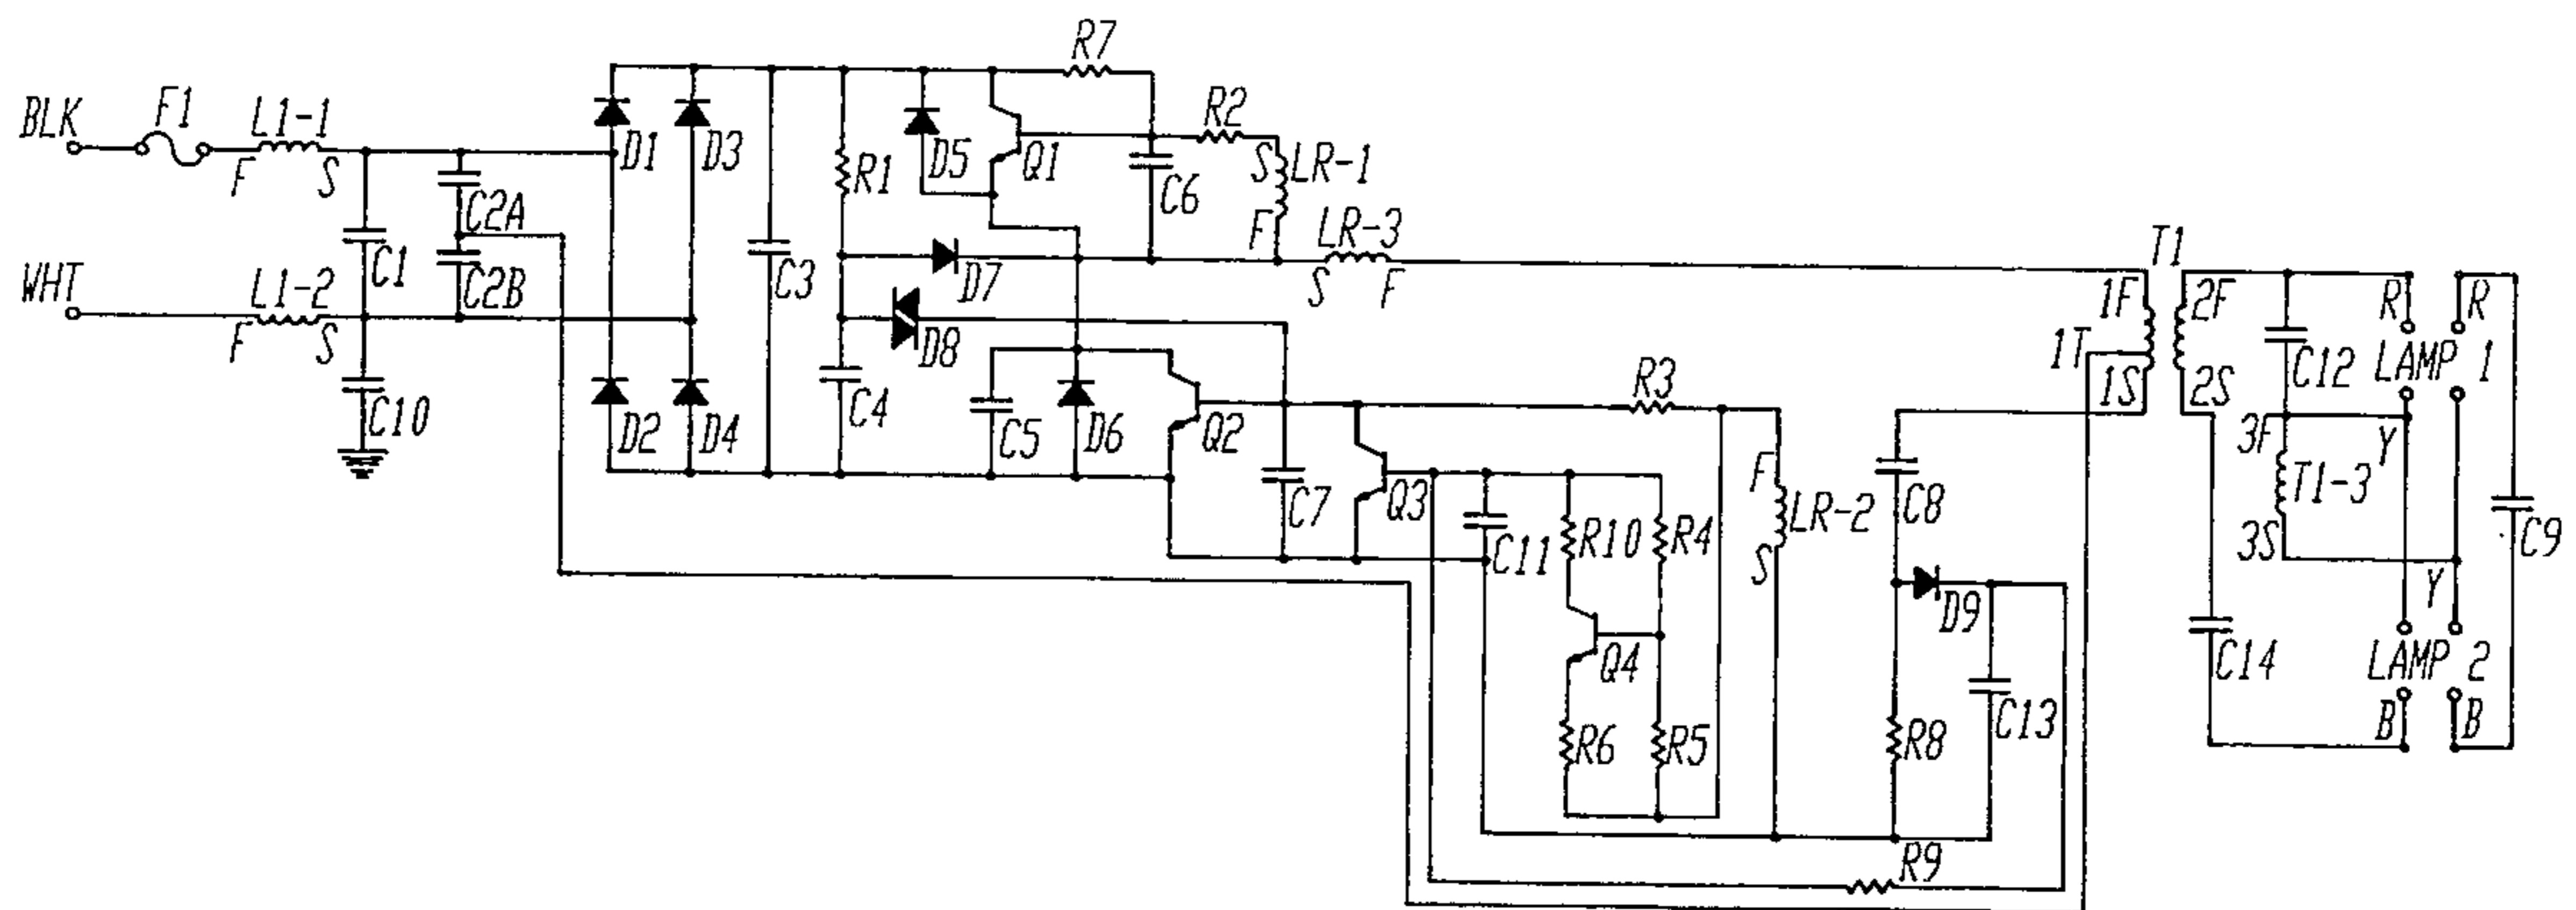 R7
BLK F1 L1-1 R2
F S D1 D3 D5 Q1 S LR-1
R1 C6
C2A
F LR-3
C1 C3 T1
WHT L1-2 C2B D7 S F
1F 2F R R
F S D8 1T C12 LAMP 1
R3 1S 2S
C10 C4 C5 D6 Q2
D2 D4 3F Y
F
C7 Q3 LR-2 C8 T1-3 C9
C11 R10 R4
S 3S
Y
D9
Q4 C14 LAMP 2
C13 B B
R6 R5 R8
R9